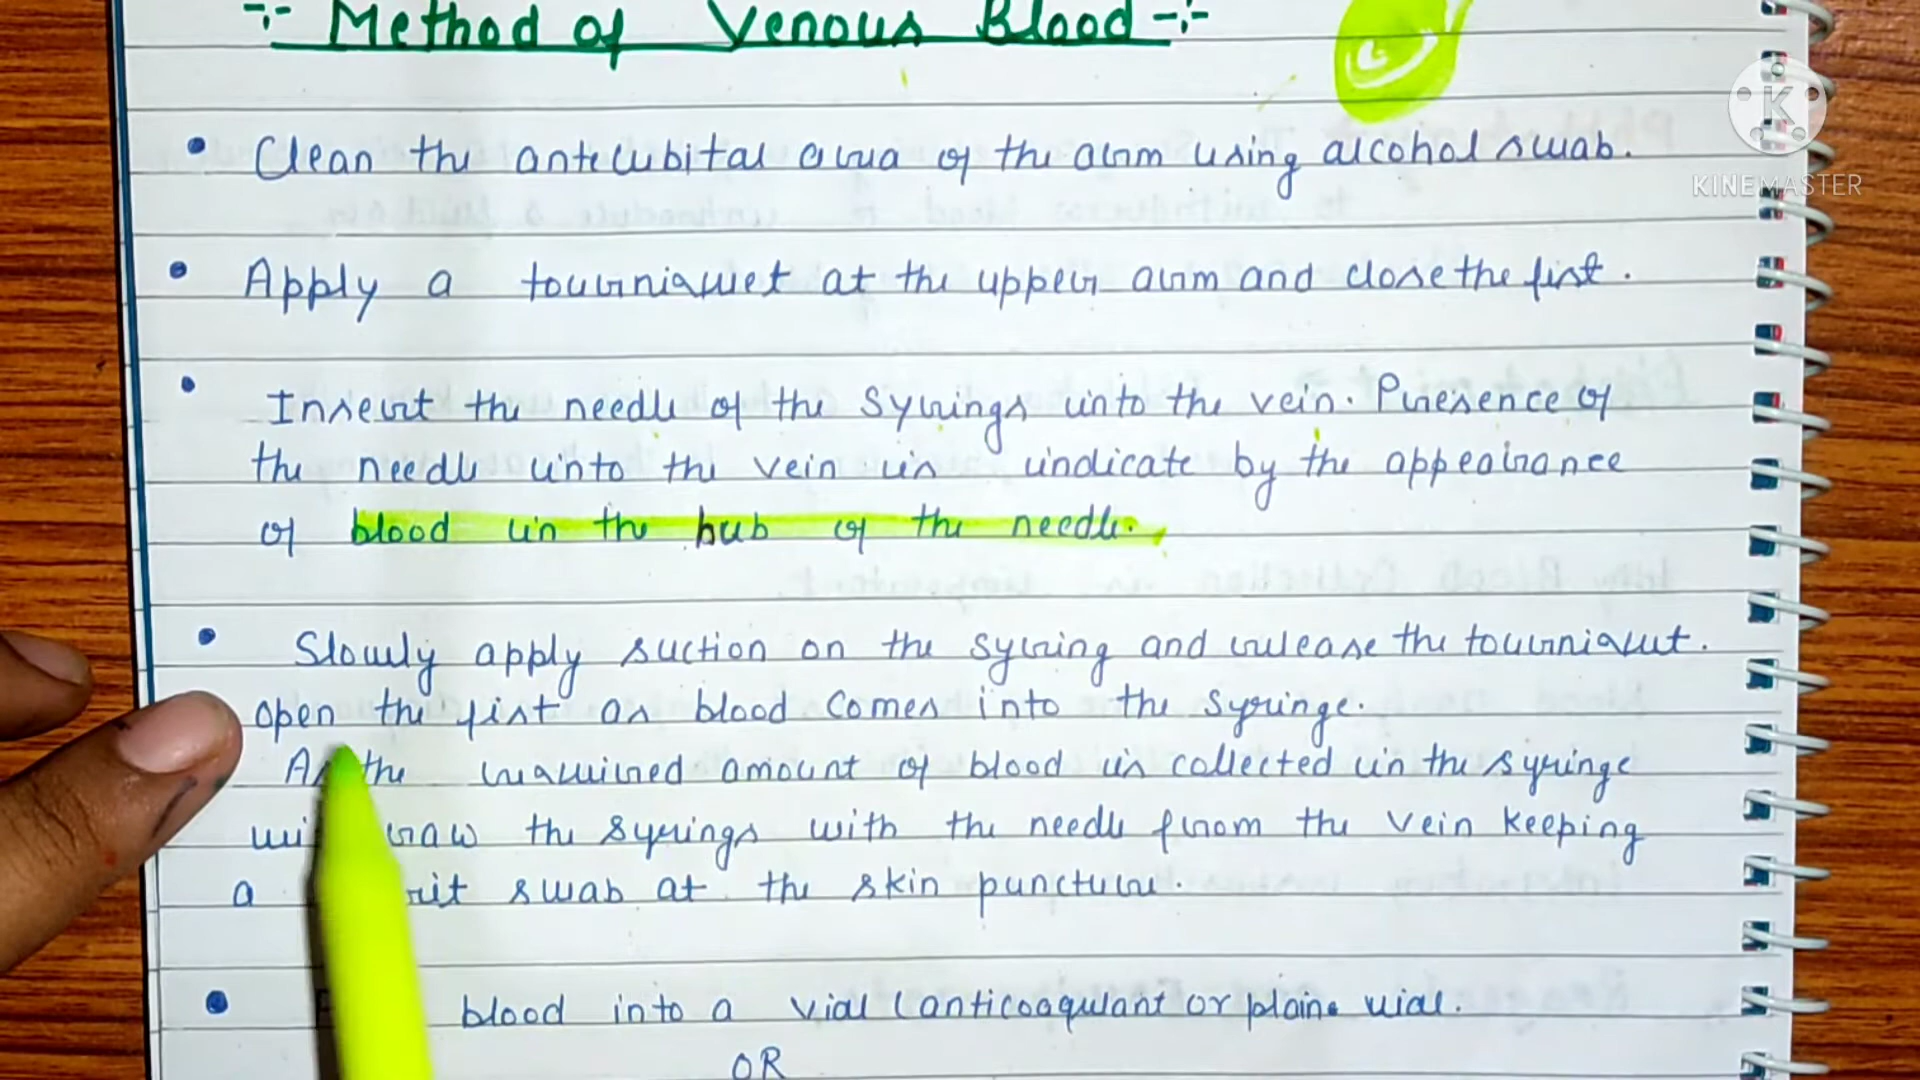 -:- Method of Venous Blood -:-
• Clean the antecubital area of the arm using alcohol swab.
• Apply a tourniquet at the upper arm and close the fist.
• Insert the needle of the Syrings into the vein. Presence of
the needle into the vein is indicate by the appearance
of blood in the hub of the needle.
• Slowly apply suction on the syring and release the tourniquet.
open the fist as blood comes into the syringe.
As the required amount of blood is collected in the syringe
the syrings with the needle from the vein keeping
a swab at the skin puncture.
• blood into a vial (anticoagulant or plain vial.
OR
K
KINEMASTER